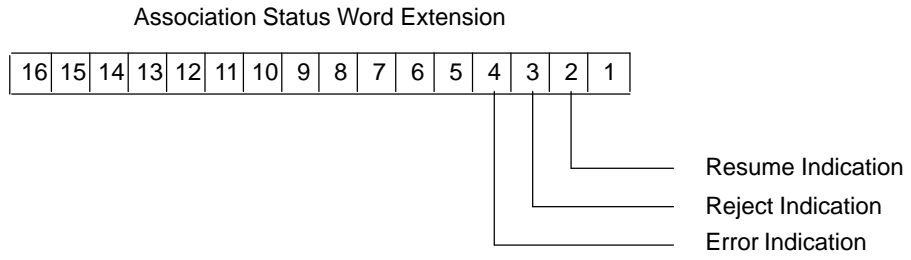 Association Status Word Extension
16 15 14 13 12 11 10 9 8 7 6 5 4 3 2 1
Resume Indication
Reject Indication
Error Indication